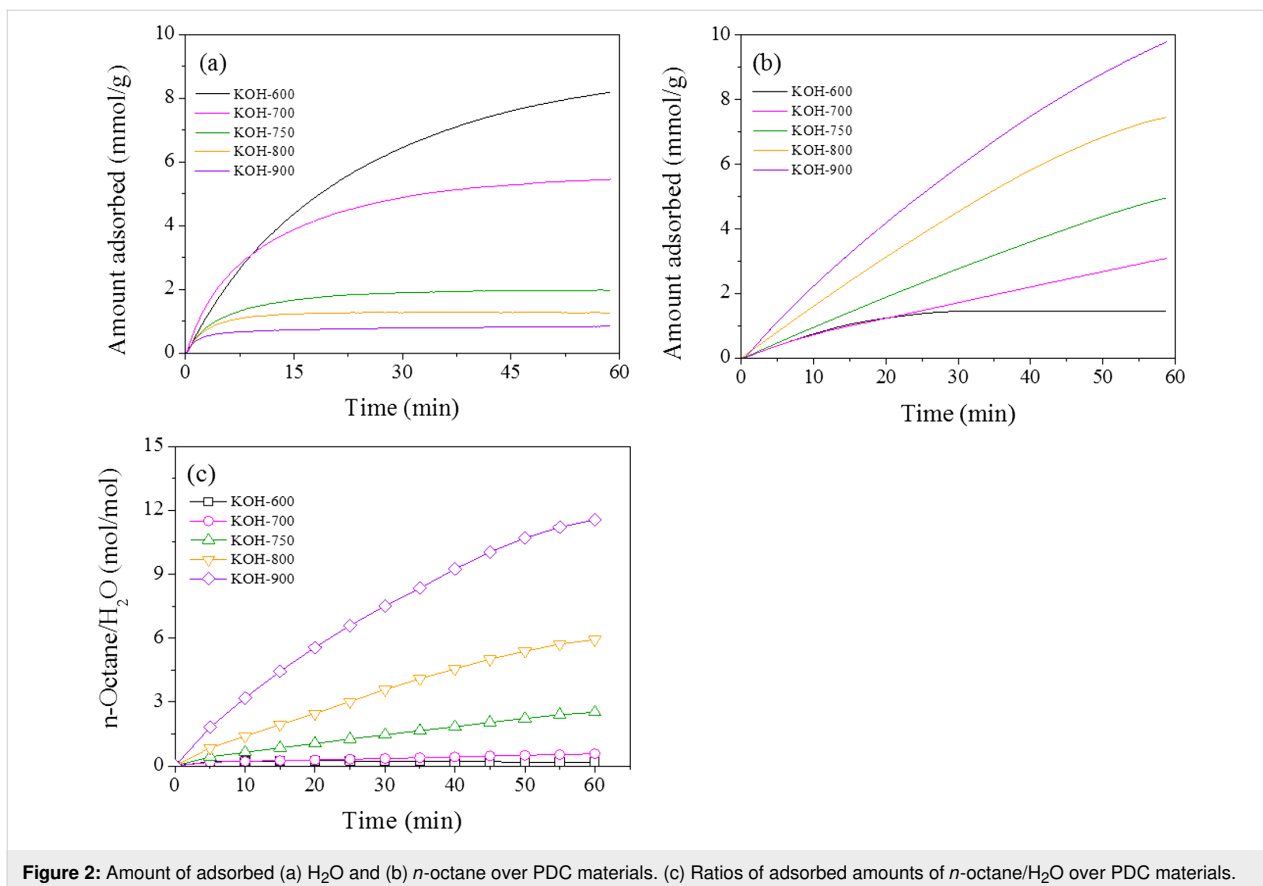 (a)
Amount adsorbed (mmol/g)
10
8
6
4
2
0
KOH-600
KOH-700
KOH-750
KOH-800
KOH-900
0 15 30 45 60
Time (min)
(b)
Amount adsorbed (mmol/g)
10
8
6
4
2
0
KOH-600
KOH-700
KOH-750
KOH-800
KOH-900
0 10 20 30 40 50 60
Time (min)
(c)
n-Octane/H₂O (mol/mol)
15
12
9
6
3
0
KOH-600
KOH-700
KOH-750
KOH-800
KOH-900
0 10 20 30 40 50 60
Time (min)
Figure 2: Amount of adsorbed (a) H₂O and (b) n-octane over PDC materials. (c) Ratios of adsorbed amounts of n-octane/H₂O over PDC materials.